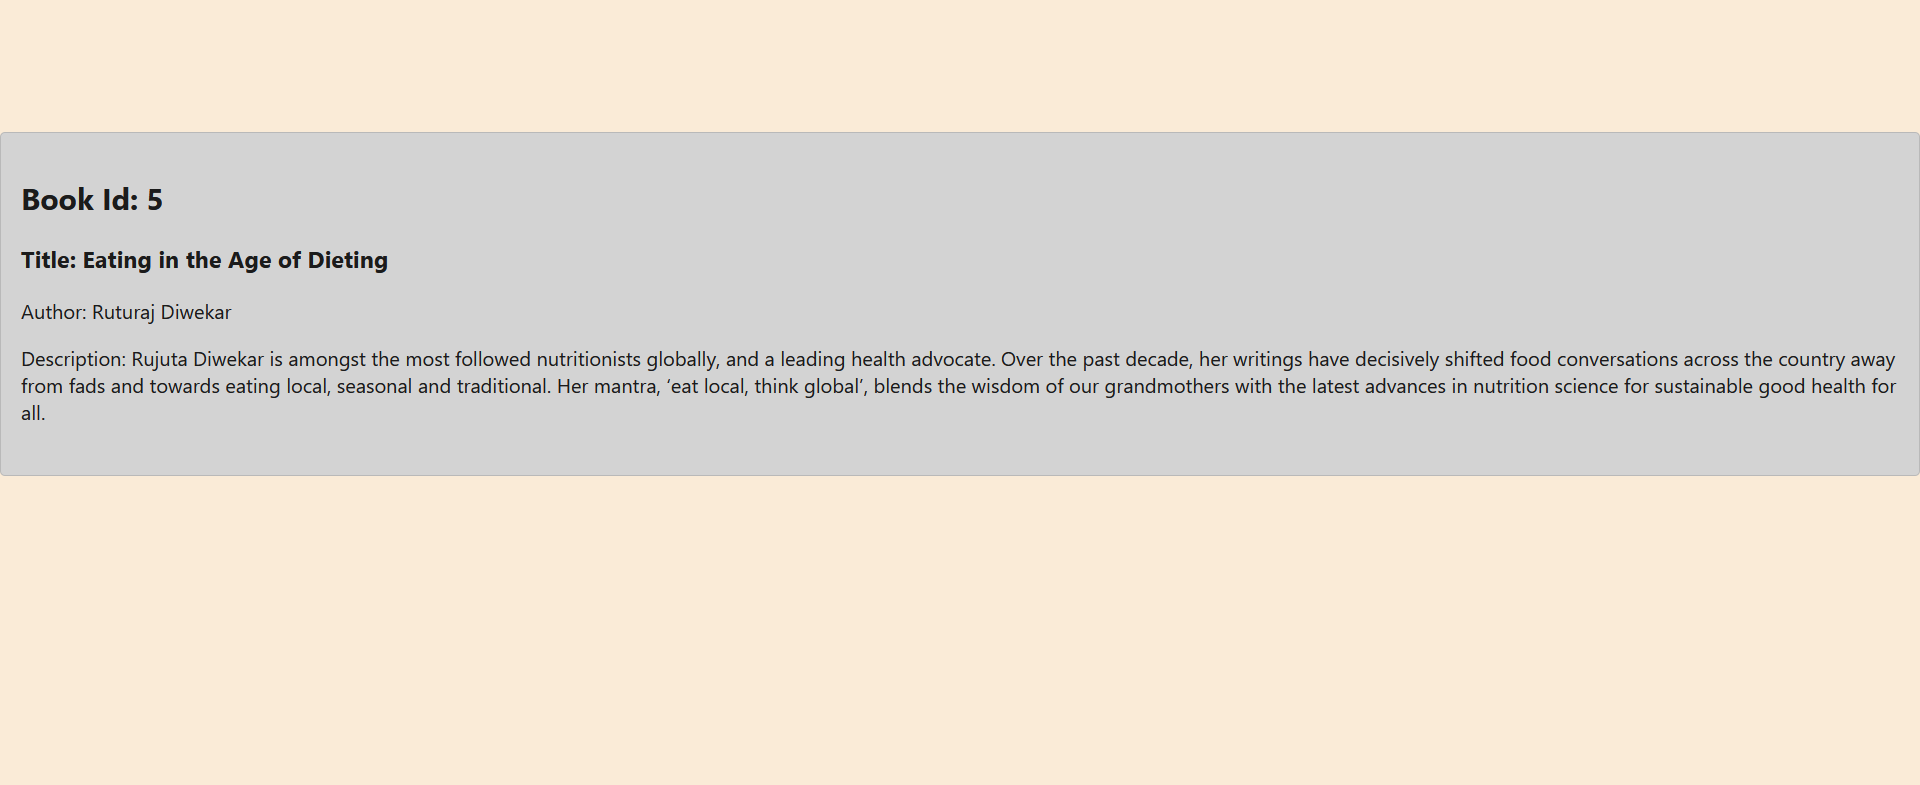 Book Id: 5
Title: Eating in the Age of Dieting
Author: Ruturaj Diwekar
Description: Rujuta Diwekar is amongst the most followed nutritionists globally, and a leading health advocate. Over the past decade, her writings have decisively shifted food conversations across the country away
from fads and towards eating local, seasonal and traditional. Her mantra, ‘eat local, think global’, blends the wisdom of our grandmothers with the latest advances in nutrition science for sustainable good health for
all.